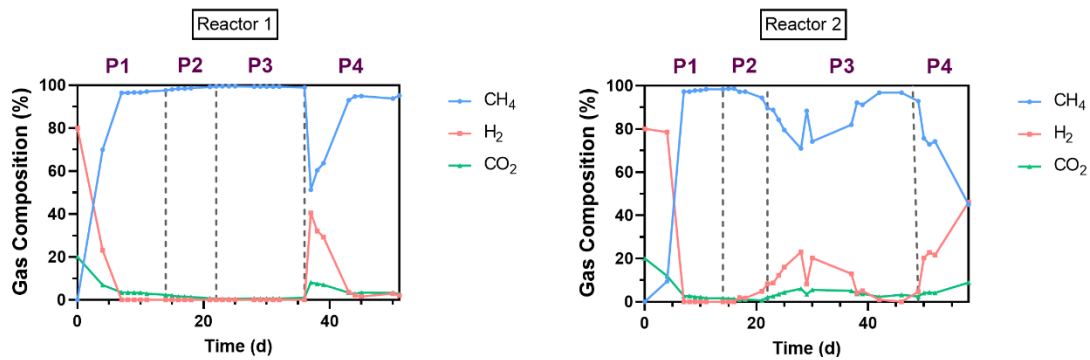 Reactor 1
P1 P2 P3 P4
Gas Composition (%)
100
80
60
40
20
0
0 20 40
Time (d)
CH₄
H₂
CO₂
Reactor 2
P1 P2 P3 P4
Gas Composition (%)
100
80
60
40
20
0
0 20 40
Time (d)
CH₄
H₂
CO₂